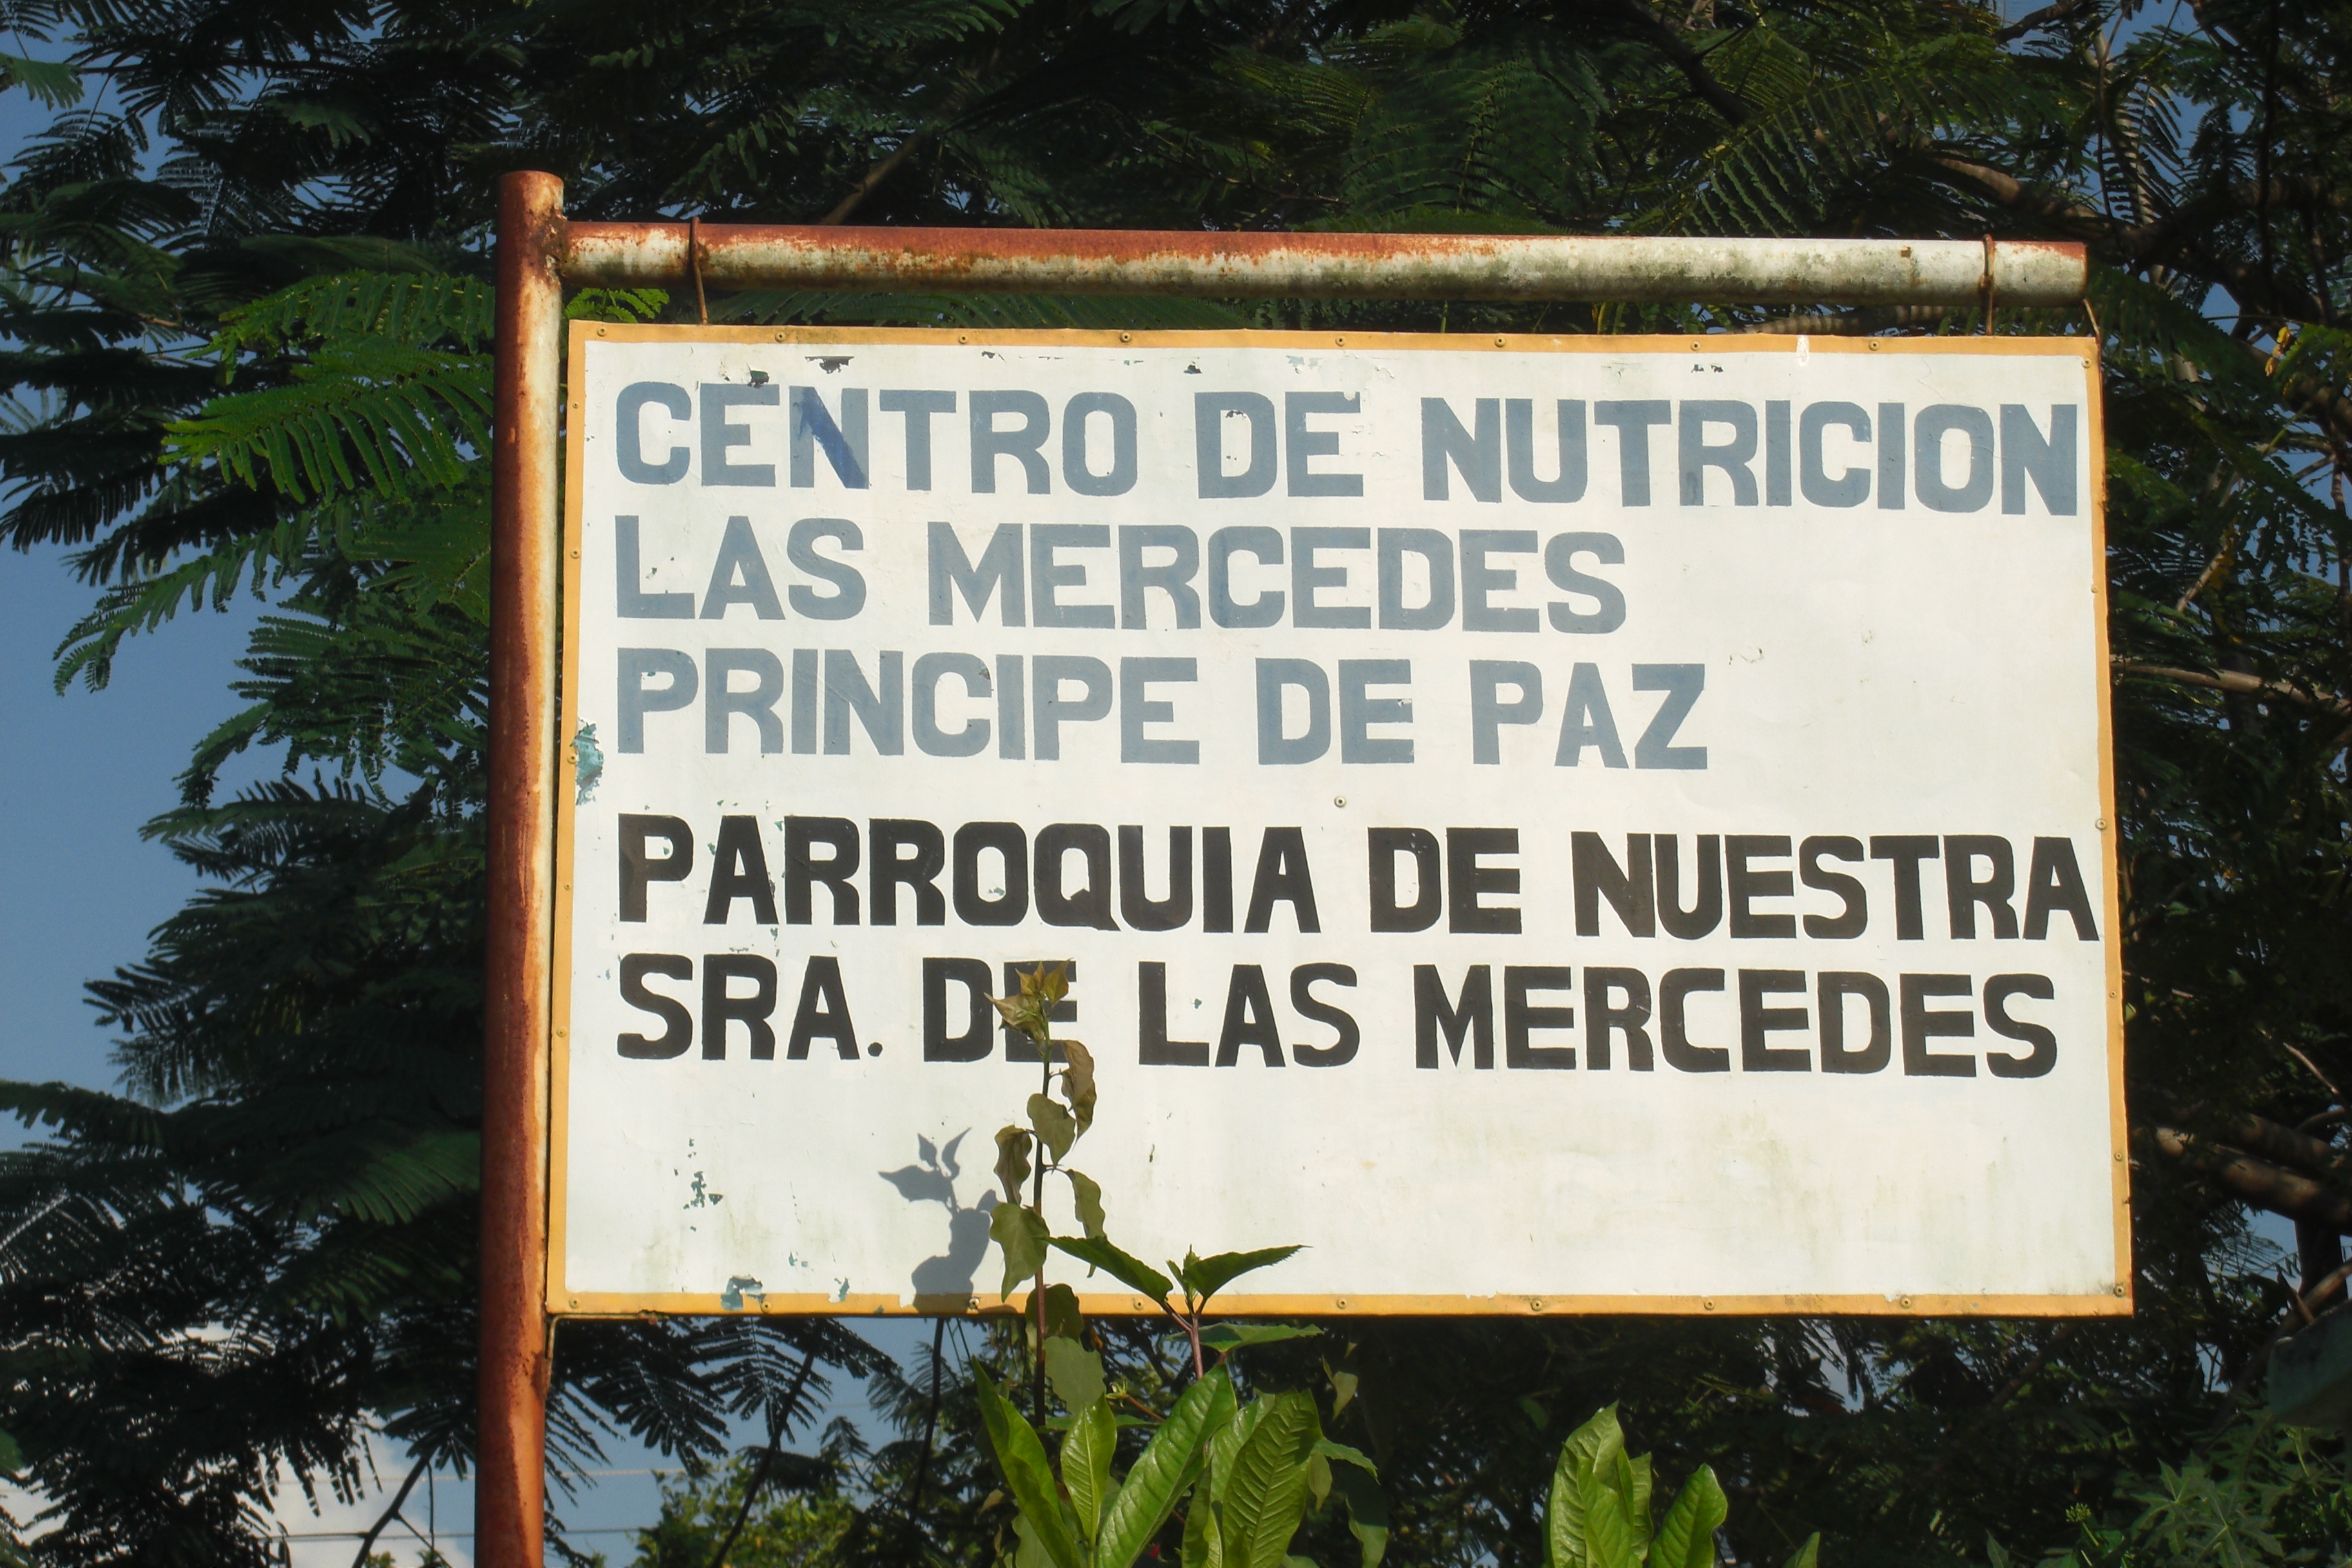 CENTRO DE NUTRICION
LAS MERCEDES
PRINCIPE DE PAZ
PARROQUIA DE NUESTRA
SRA. DE LAS MERCEDES